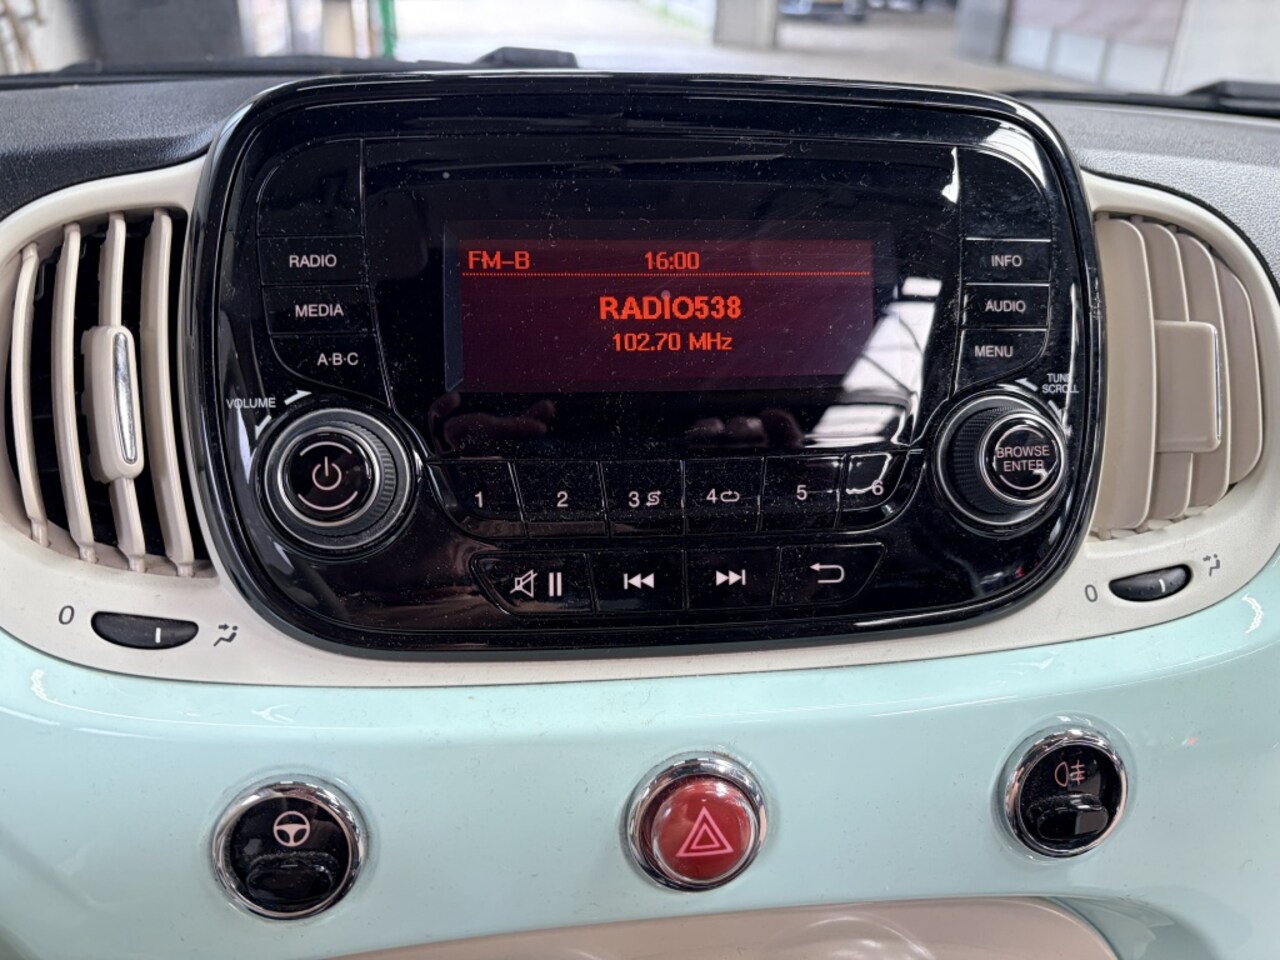 FM-B 16:00
RADIO538
102.70 MHz
RADIO
MEDIA
A·B·C
VOLUME
INFO
AUDIO
MENU
TUNE
SCROLL
BROWSE
ENTER
1 2 3 4 5 6
0
0